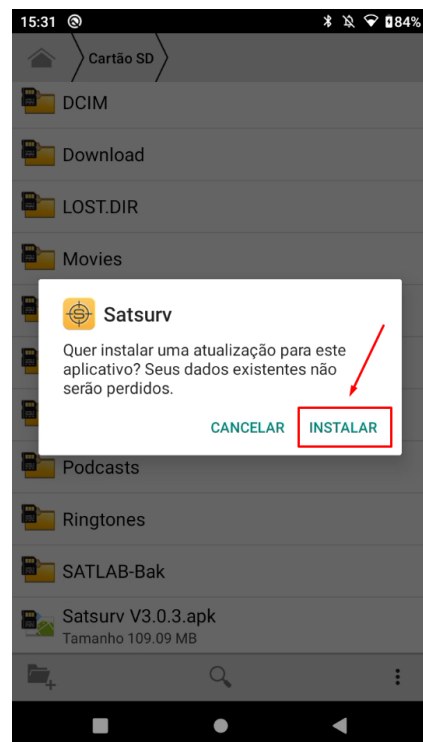 15:31
84%
Cartão SD
DCIM
Download
LOST.DIR
Movies
Satsurv
Quer instalar uma atualização para este
aplicativo? Seus dados existentes não
serão perdidos.
CANCELAR INSTALAR
Podcasts
Ringtones
SATLAB-Bak
Satsurv V3.0.3.apk
Tamanho 109.09 MB